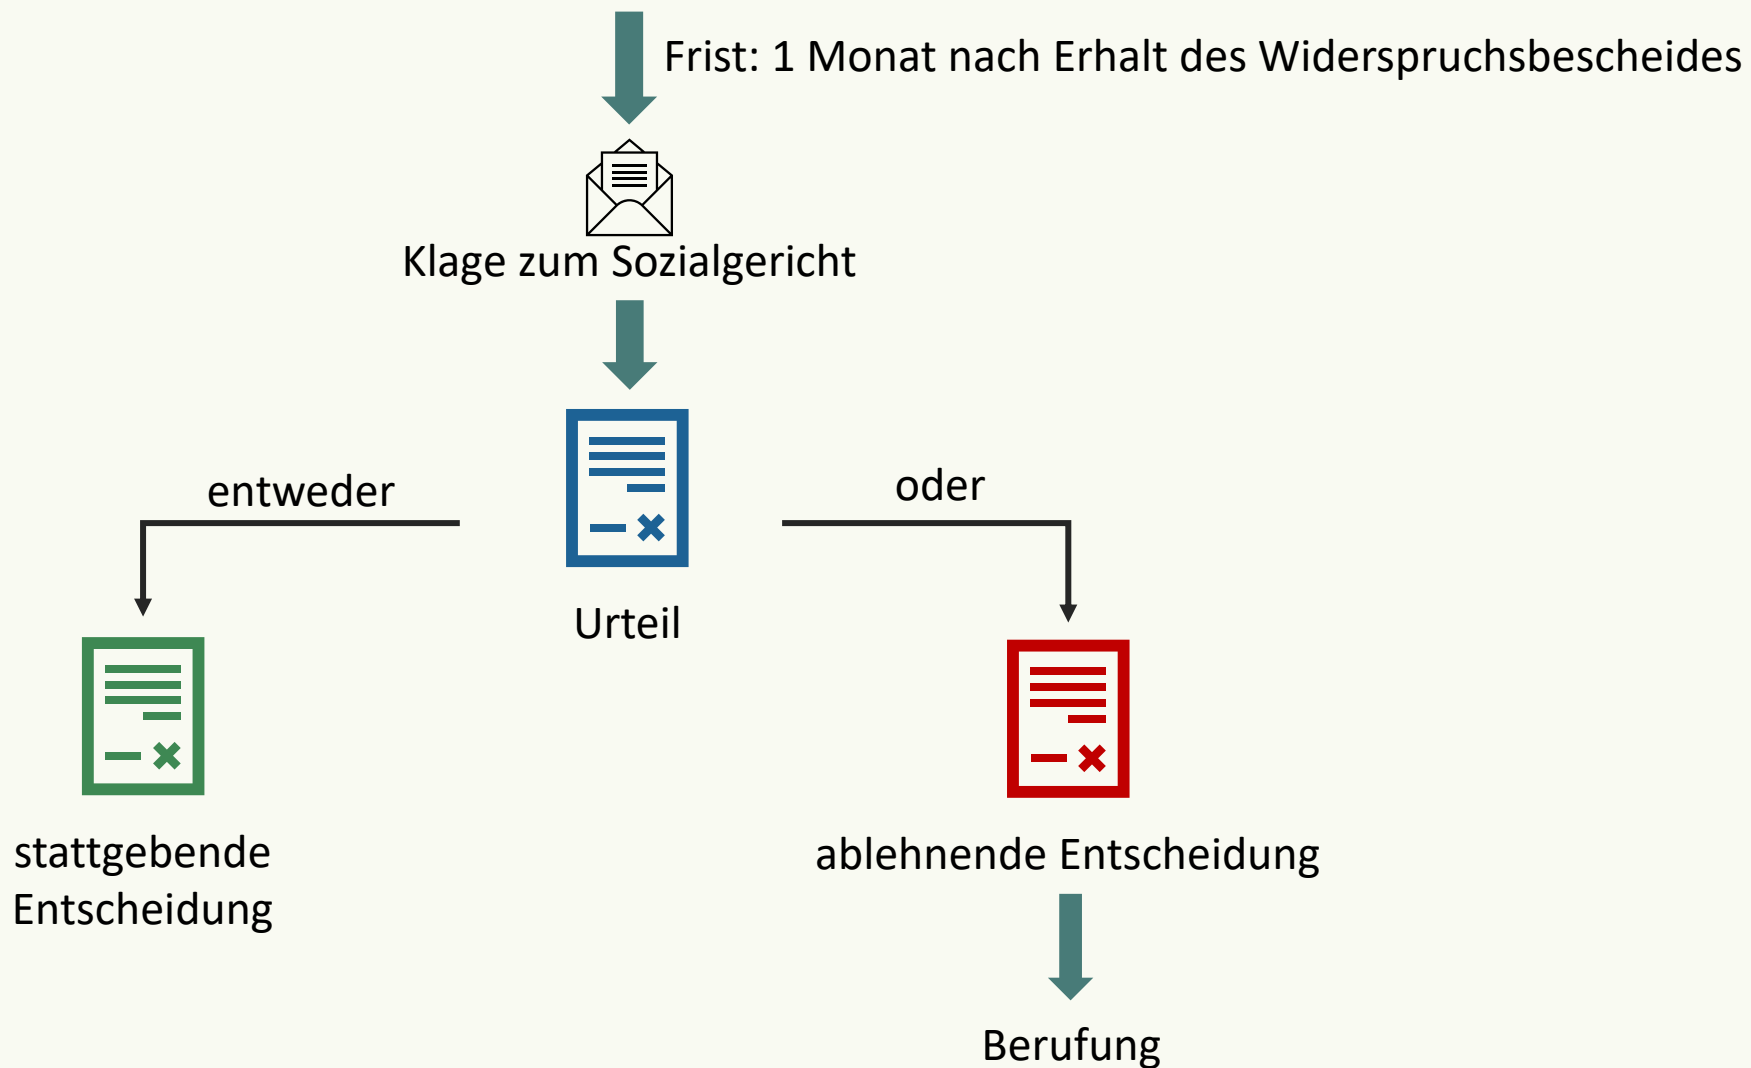 Frist: 1 Monat nach Erhalt des Widerspruchsbescheides
Klage zum Sozialgericht
entweder
oder
Urteil
stattgebende
Entscheidung
ablehnende Entscheidung
Berufung